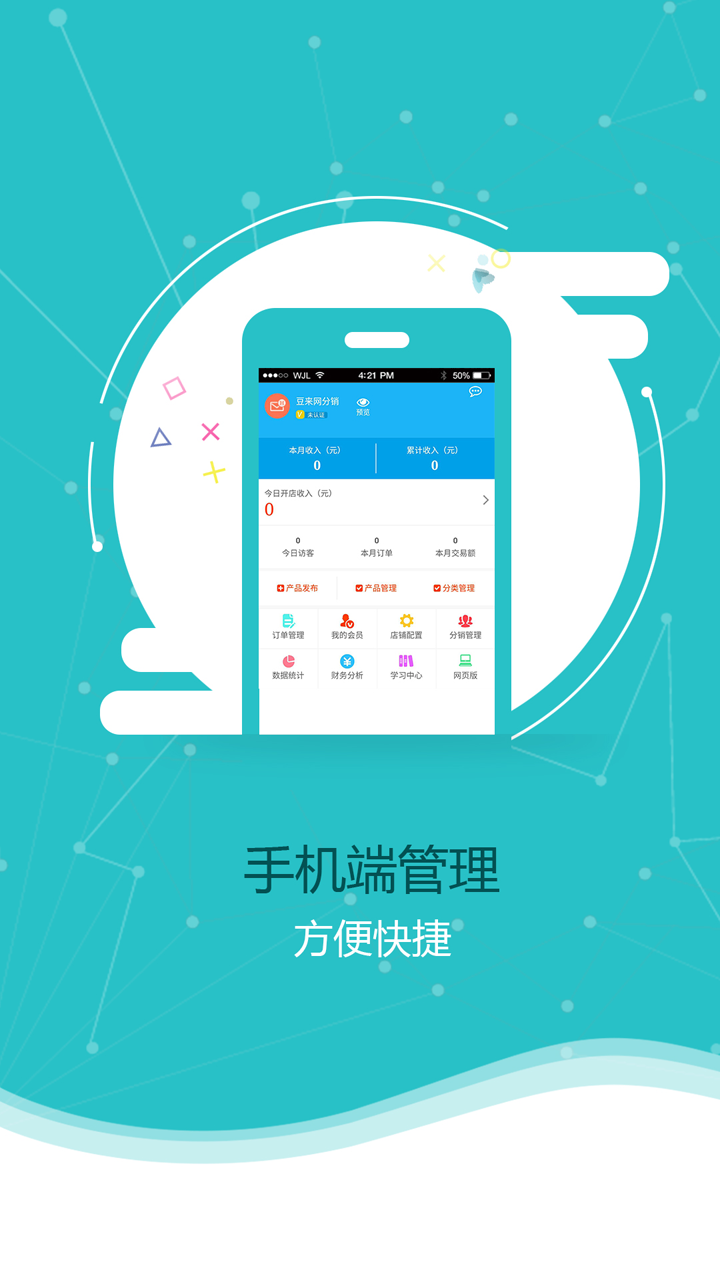 WJL 4:21 PM 50%
豆来网分销
V 未认证
预览
本月收入（元） 累计收入（元）
0 0
今日开店收入（元）
0
0 0 0
今日访客 本月订单 本月交易额
产品发布 产品管理 分类管理
订单管理 我的会员 店铺配置 分销管理
数据统计 财务分析 学习中心 网页版
手机端管理
方便快捷